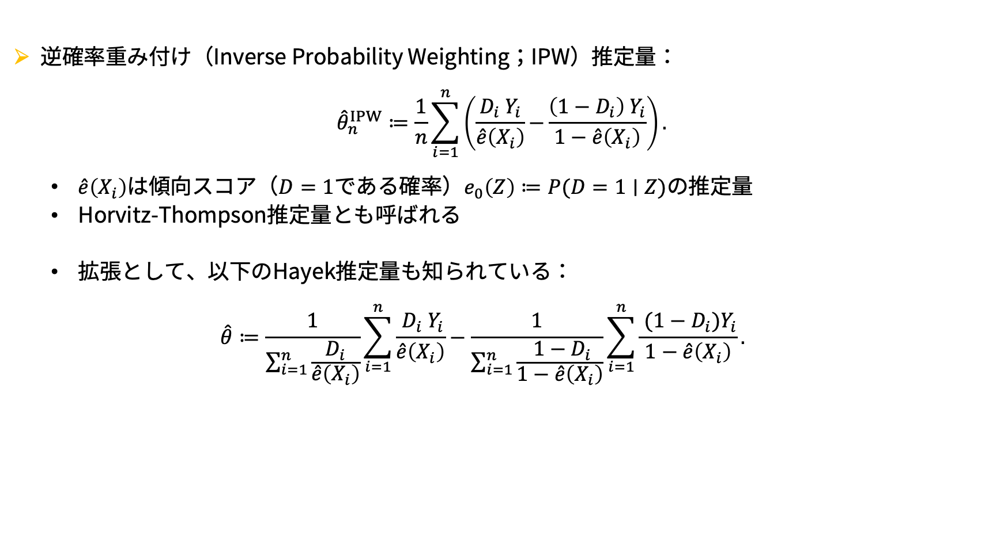 ➢ 逆確率重み付け（Inverse Probability Weighting；IPW）推定量：
$\hat{\theta}_n^{\mathrm{IPW}} \coloneqq \frac{1}{n}\sum_{i=1}^{n}\left(\frac{D_i\,Y_i}{\hat{e}(X_i)} - \frac{(1-D_i)\,Y_i}{1-\hat{e}(X_i)}\right).$
• $\hat{e}(X_i)$は傾向スコア（$D = 1$である確率）$e_0(Z) \coloneqq P(D = 1 \mid Z)$の推定量
• Horvitz-Thompson推定量とも呼ばれる
• 拡張として、以下のHayek推定量も知られている：
$\hat{\theta} \coloneqq \frac{1}{\sum_{i=1}^{n}\frac{D_i}{\hat{e}(X_i)}}\sum_{i=1}^{n}\frac{D_i\,Y_i}{\hat{e}(X_i)} - \frac{1}{\sum_{i=1}^{n}\frac{1-D_i}{1-\hat{e}(X_i)}}\sum_{i=1}^{n}\frac{(1-D_i)Y_i}{1-\hat{e}(X_i)}.$